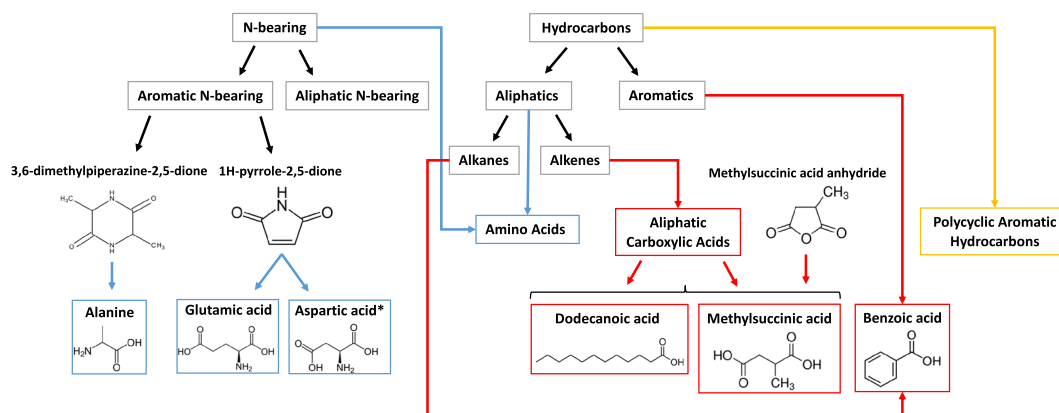 N-bearing
Hydrocarbons
Aromatic N-bearing
Aliphatic N-bearing
Aliphatics
Aromatics
Alkanes
Alkenes
3,6-dimethylpiperazine-2,5-dione
1H-pyrrole-2,5-dione
Methylsuccinic acid anhydride
H
N
O
H₃C
CH₃
O
N
H
H
N
O
O
CH₃
O
O
O
Amino Acids
Aliphatic
Carboxylic Acids
Polycyclic Aromatic
Hydrocarbons
Alanine
H₂N
OH
O
Glutamic acid
O
O
HO
OH
NH₂
Aspartic acid*
O
O
OH
OH
NH₂
Dodecanoic acid
O
OH
Methylsuccinic acid
O
HO
OH
O
CH₃
Benzoic acid
O
OH